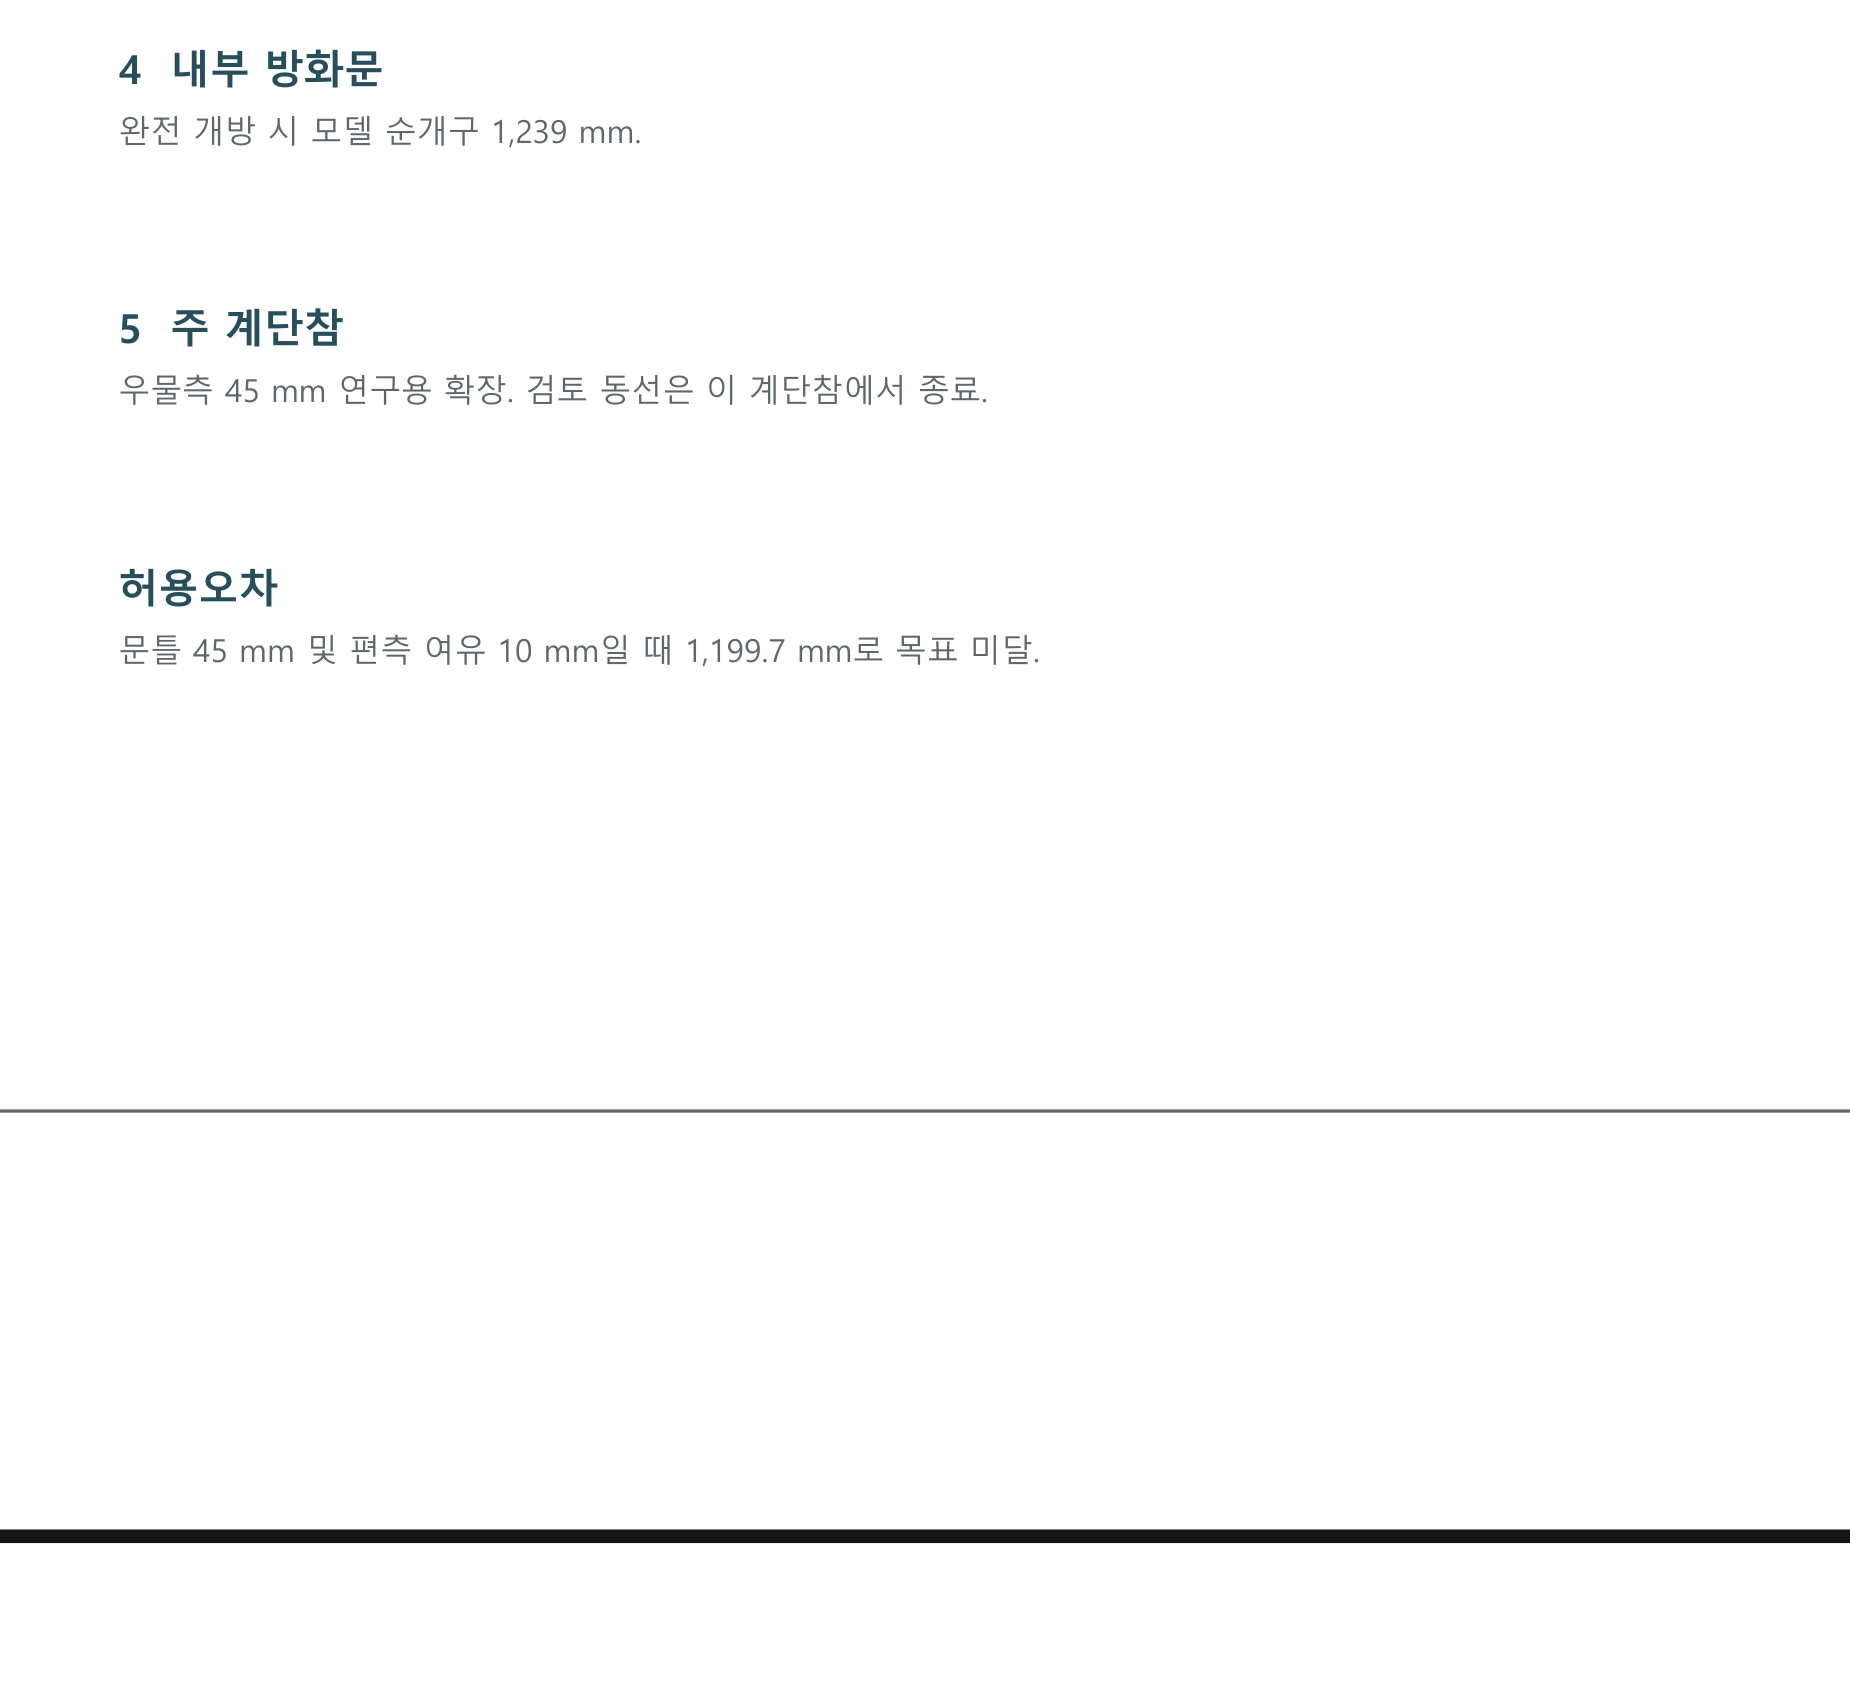 4 내부 방화문
완전 개방 시 모델 순개구 1,239 mm.
5 주 계단참
우물측 45 mm 연구용 확장. 검토 동선은 이 계단참에서 종료.
허용오차
문틀 45 mm 및 편측 여유 10 mm일 때 1,199.7 mm로 목표 미달.